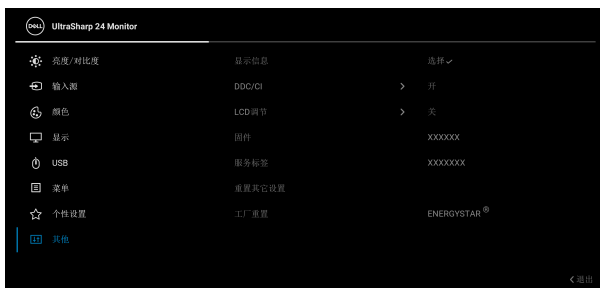 DELL UltraSharp 24 Monitor
亮度/对比度 显示信息 选择✓
输入源 DDC/CI > 开
颜色 LCD调节 > 关
显示 固件 XXXXXX
USB 服务标签 XXXXXXX
菜单 重置其它设置
个性设置 工厂重置 ENERGYSTAR®
其他
< 退出